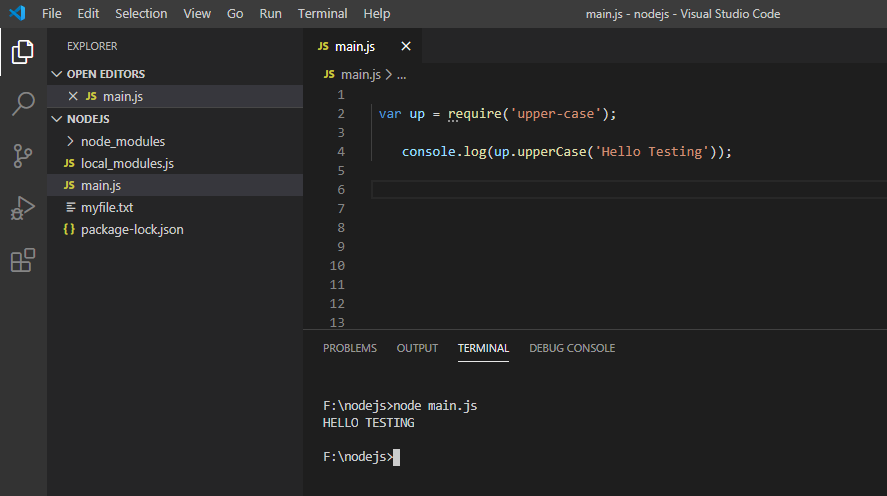 File Edit Selection View Go Run Terminal Help main.js - nodejs - Visual Studio Code
EXPLORER
OPEN EDITORS
JS main.js
NODEJS
node_modules
JS local_modules.js
JS main.js
myfile.txt
{} package-lock.json
JS main.js
JS main.js > ...
1
2 var up = require('upper-case');
3
4 console.log(up.upperCase('Hello Testing'));
5
6
7
8
9
10
11
12
13
PROBLEMS OUTPUT TERMINAL DEBUG CONSOLE
F:\nodejs>node main.js
HELLO TESTING
F:\nodejs>